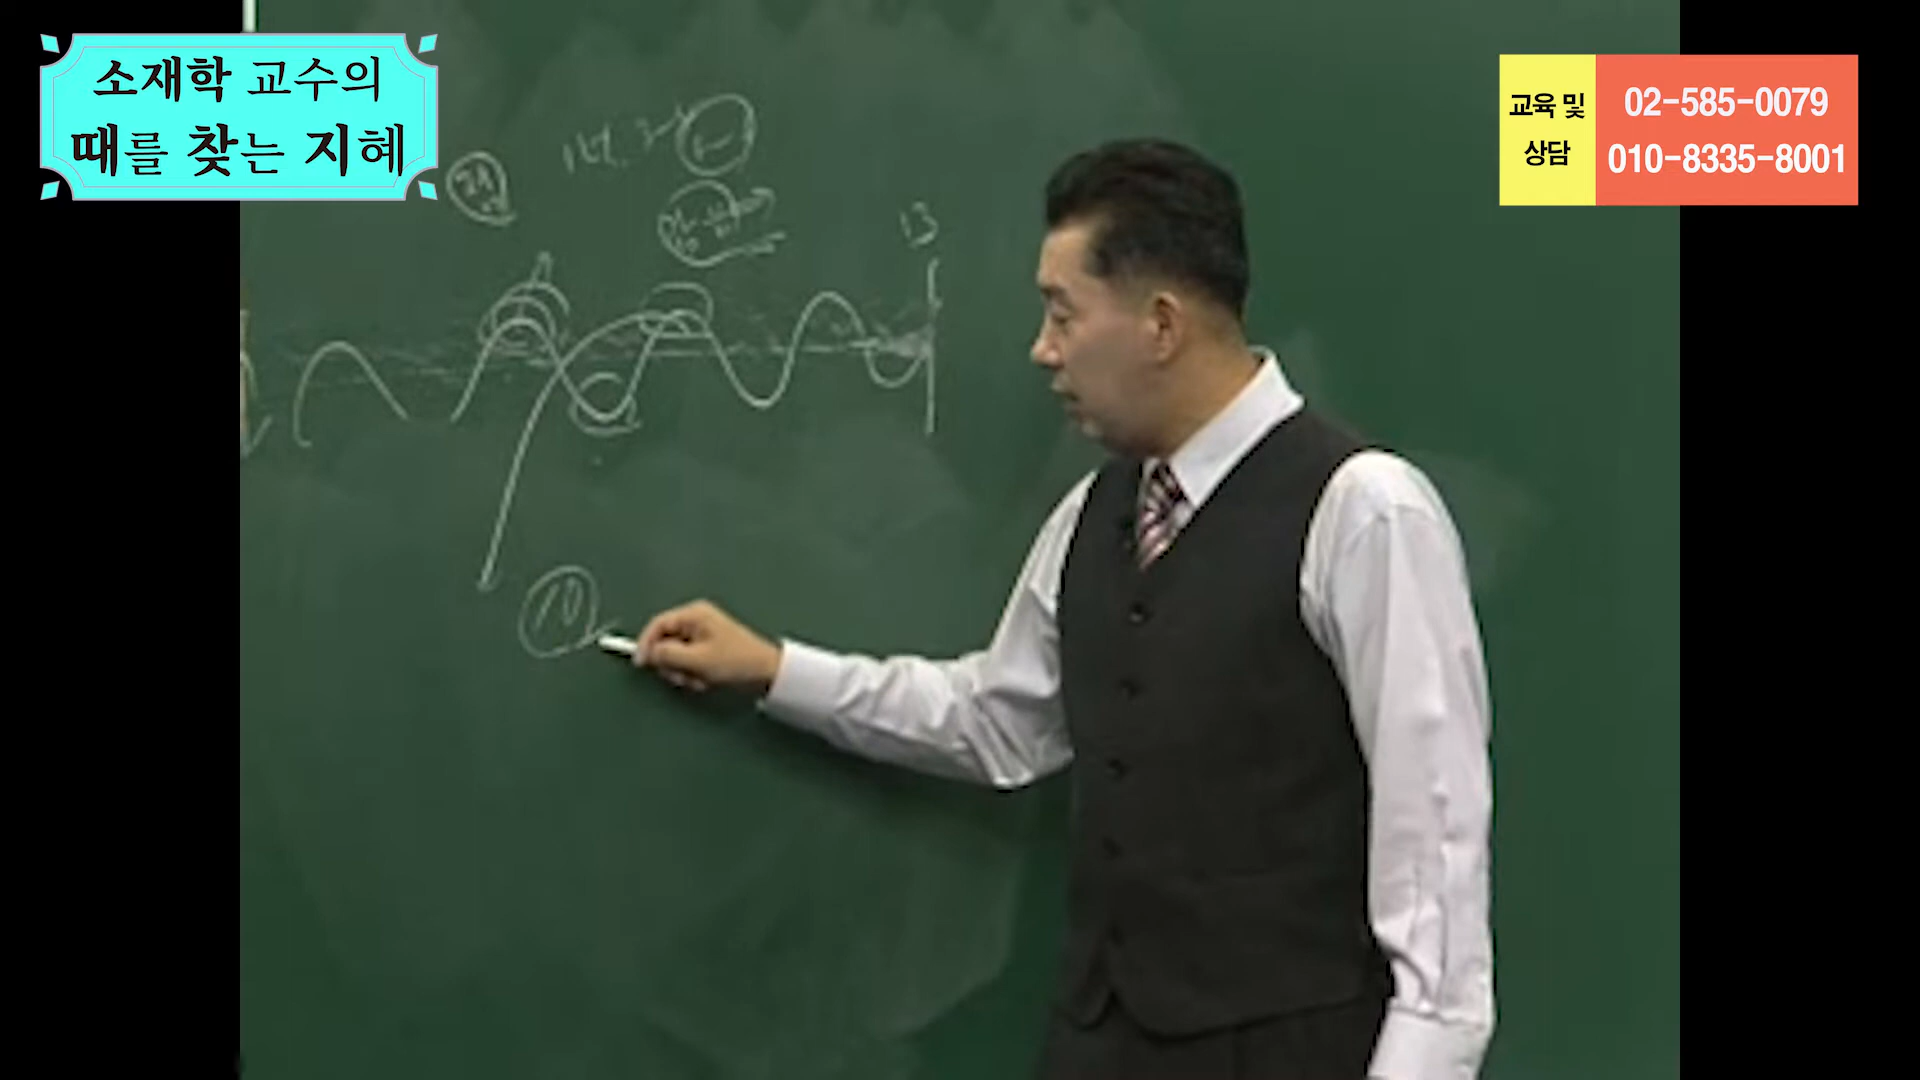 소재학 교수의
때를 찾는 지혜
교육 및
상담
02-585-0079
010-8335-8001
13
10